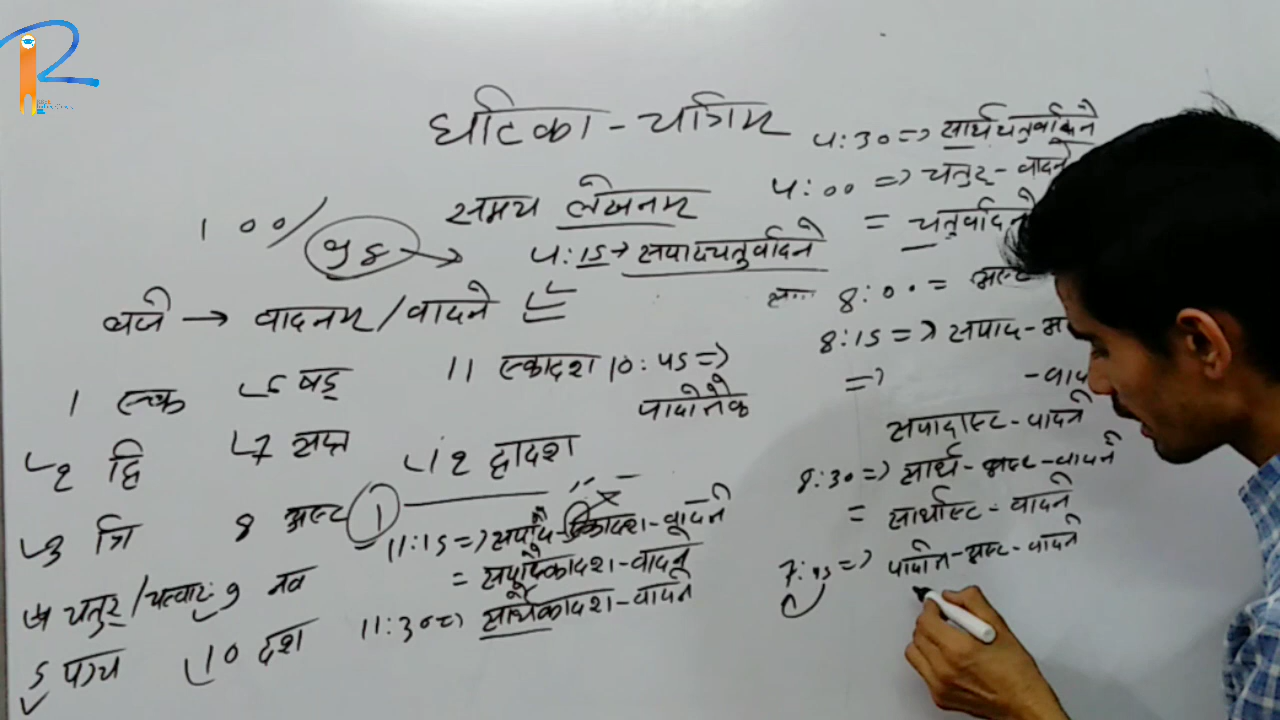 घटिका - चित्रम्
समय लेखनम्
100%
शुद्ध →
4:15 → सपादचतुर्वादने
बजे → वादनम् / वादने
1 एक
2 द्वि
3 त्रि
4 चतुर् / चत्वारः
5 पञ्च
6 षड्
7 सप्त
8 अष्ट
9 नव
10 दश
11 एकादश
12 द्वादश
10:45 ⇒
पादोनैक
1
11:15 ⇒ सपाद - एकादश - वादने
= सपादैकादश - वादने
11:30 ⇒ सार्धैकादश - वादने
4:30 ⇒ सार्धचतुर्वादने
4:00 ⇒ चतुर् - वादने
= चतुर्वादने
8:00 = अष्ट
8:15 ⇒ सपाद - अ
⇒ - वाद
सपादाष्ट - वादने
8:30 ⇒ सार्ध - अष्ट - वादने
= सार्धाष्ट - वादने
7:45 ⇒ पादोन - अष्ट - वादने